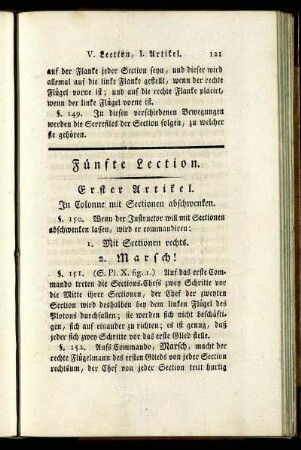 V. Lection, I. Artikel. 121
auf der Flanke jeder Section seyn, und dieser wird
allemal auf die linke Flanke gestellt, wenn der rechte
Flügel vorne ist; und auf die rechte Flanke placirt,
wenn der linke Flügel vorne ist.
§. 149. In diesen verschiedenen Bewegungen
werden die Serrefiles der Section folgen, zu welcher
sie gehören.
Fünfte Lection.
Erster Artikel.
In Colonne mit Sectionen abschwenken.
§. 150. Wenn der Instructor will mit Sectionen
abschwenken lassen, wird er commandiren:
1. Mit Sectionen rechts.
2. Marsch!
§. 151. (S. Pl. X. fig. 1.) Auf das erste Com-
mando treten die Sections-Chefs zwey Schritte vor
die Mitte ihrer Sectionen, der Chef der zweyten
Section wird deshalben bey dem linken Flügel des
Plotons durchfallen; sie werden sich nicht beschäfti-
gen, sich auf einander zu richten; es ist genug, daß
jeder sich zwey Schritte vor das erste Glied stelle.
§. 152. Aufs Commando, Marsch, macht der
rechte Flügelmann des ersten Glieds von jeder Section
rechtsum, der Chef von jeder Section tritt hurtig